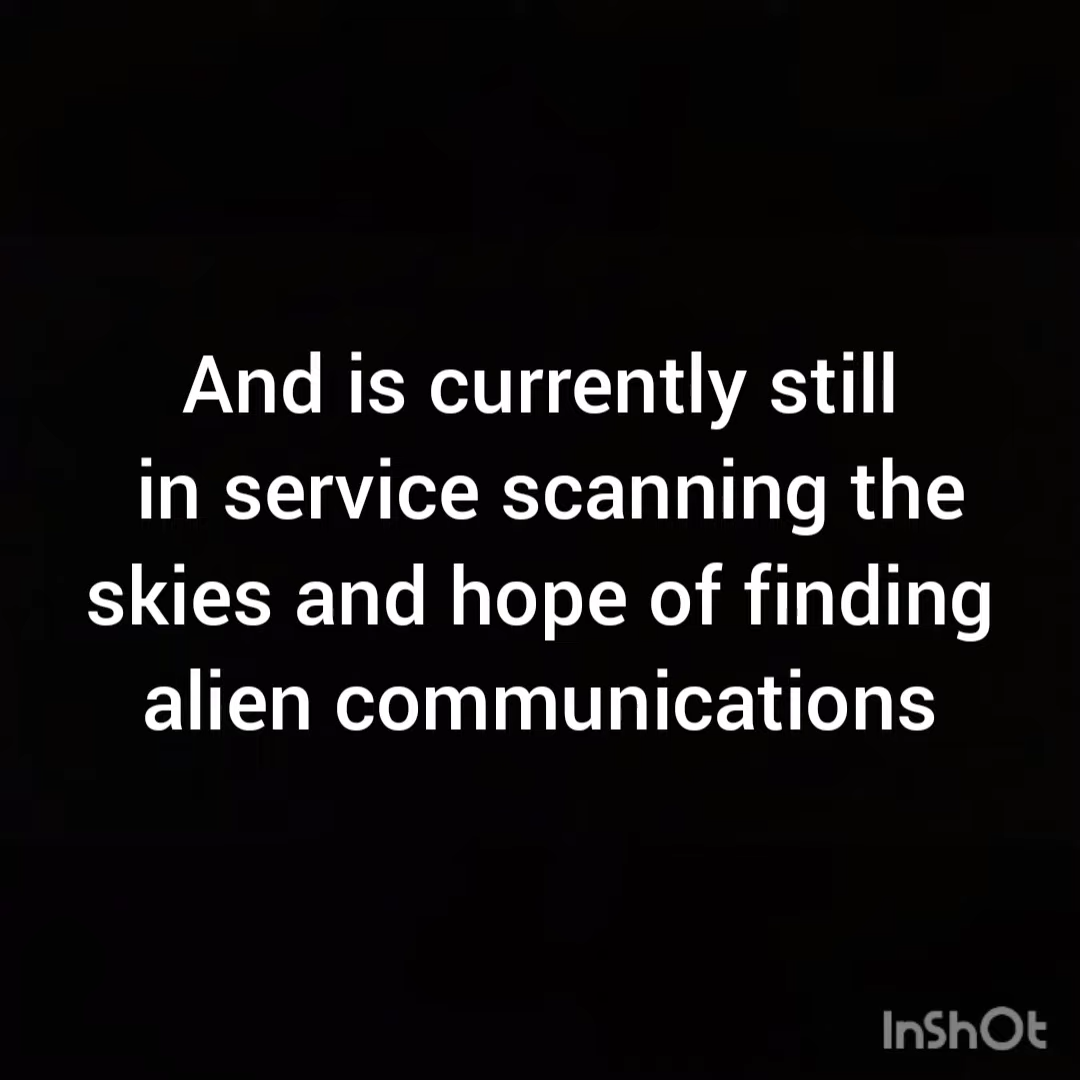 And is currently still
in service scanning the
skies and hope of finding
alien communications
InShOt